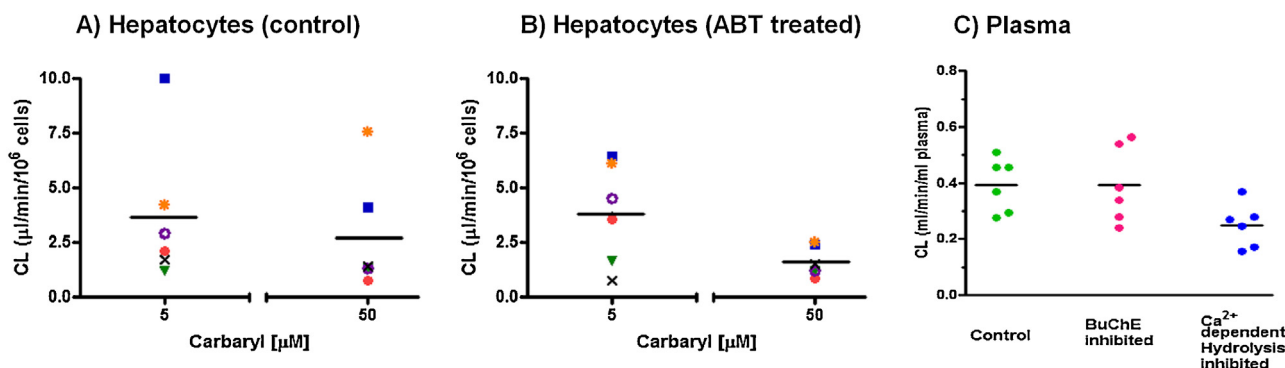 A) Hepatocytes (control)
B) Hepatocytes (ABT treated)
C) Plasma
CL (µl/min/10⁶ cells)
10.0
7.5
5.0
2.5
0.0
5
50
Carbaryl [µM]
CL (µl/min/10⁶ cells)
10.0
7.5
5.0
2.5
0.0
5
50
Carbaryl [µM]
CL (ml/min/ml plasma)
0.8
0.6
0.4
0.2
0.0
Control
BuChE
inhibited
Ca²⁺
dependent
Hydrolysis
inhibited